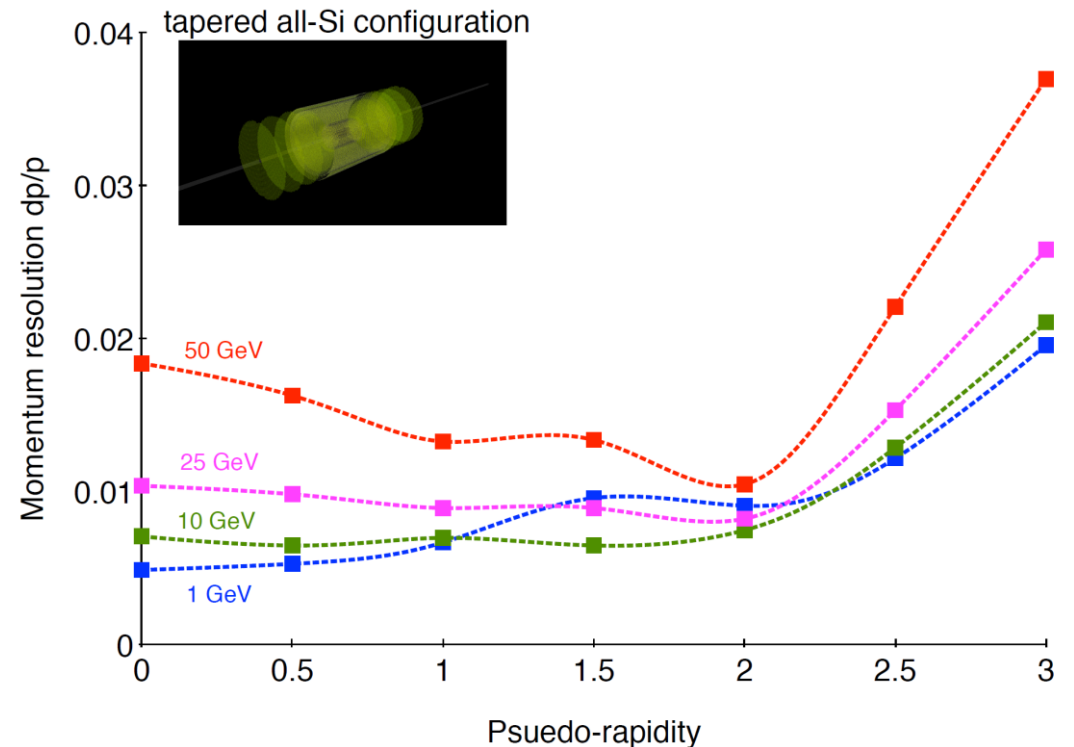 tapered all-Si configuration
0.04
0.03
0.02
0.01
0
Momentum resolution dp/p
50 GeV
25 GeV
10 GeV
1 GeV
0 0.5 1 1.5 2 2.5 3
Psuedo-rapidity